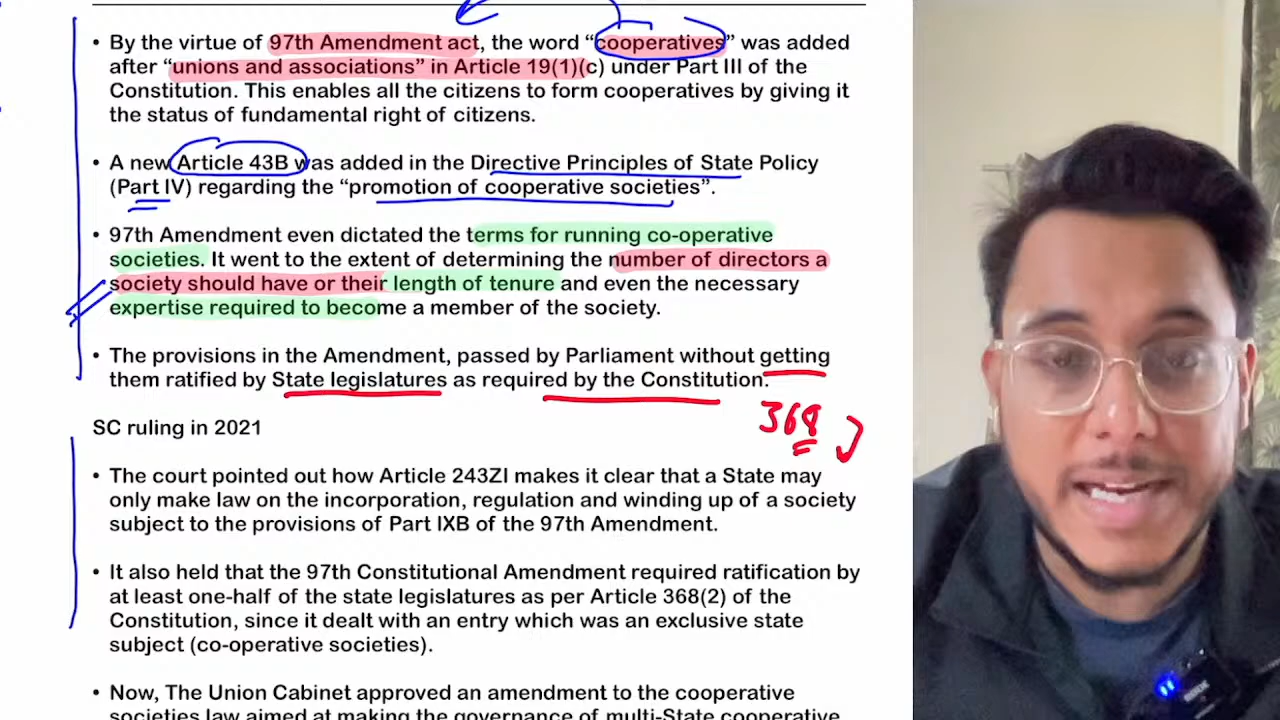 • By the virtue of 97th Amendment act, the word “cooperatives” was added
after “unions and associations” in Article 19(1)(c) under Part III of the
Constitution. This enables all the citizens to form cooperatives by giving it
the status of fundamental right of citizens.
• A new Article 43B was added in the Directive Principles of State Policy
(Part IV) regarding the “promotion of cooperative societies”.
• 97th Amendment even dictated the terms for running co-operative
societies. It went to the extent of determining the number of directors a
society should have or their length of tenure and even the necessary
expertise required to become a member of the society.
• The provisions in the Amendment, passed by Parliament without getting
them ratified by State legislatures as required by the Constitution.
368
SC ruling in 2021
• The court pointed out how Article 243ZI makes it clear that a State may
only make law on the incorporation, regulation and winding up of a society
subject to the provisions of Part IXB of the 97th Amendment.
• It also held that the 97th Constitutional Amendment required ratification by
at least one-half of the state legislatures as per Article 368(2) of the
Constitution, since it dealt with an entry which was an exclusive state
subject (co-operative societies).
• Now, The Union Cabinet approved an amendment to the cooperative
societies law aimed at making the governance of multi-State cooperative